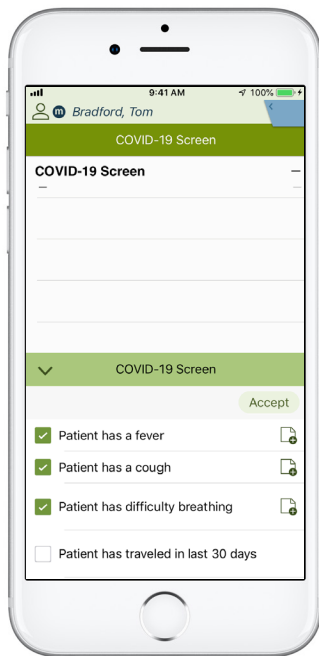 9:41 AM
100%
m Bradford, Tom
COVID-19 Screen
COVID-19 Screen –
– –
COVID-19 Screen
Accept
Patient has a fever
Patient has a cough
Patient has difficulty breathing
Patient has traveled in last 30 days